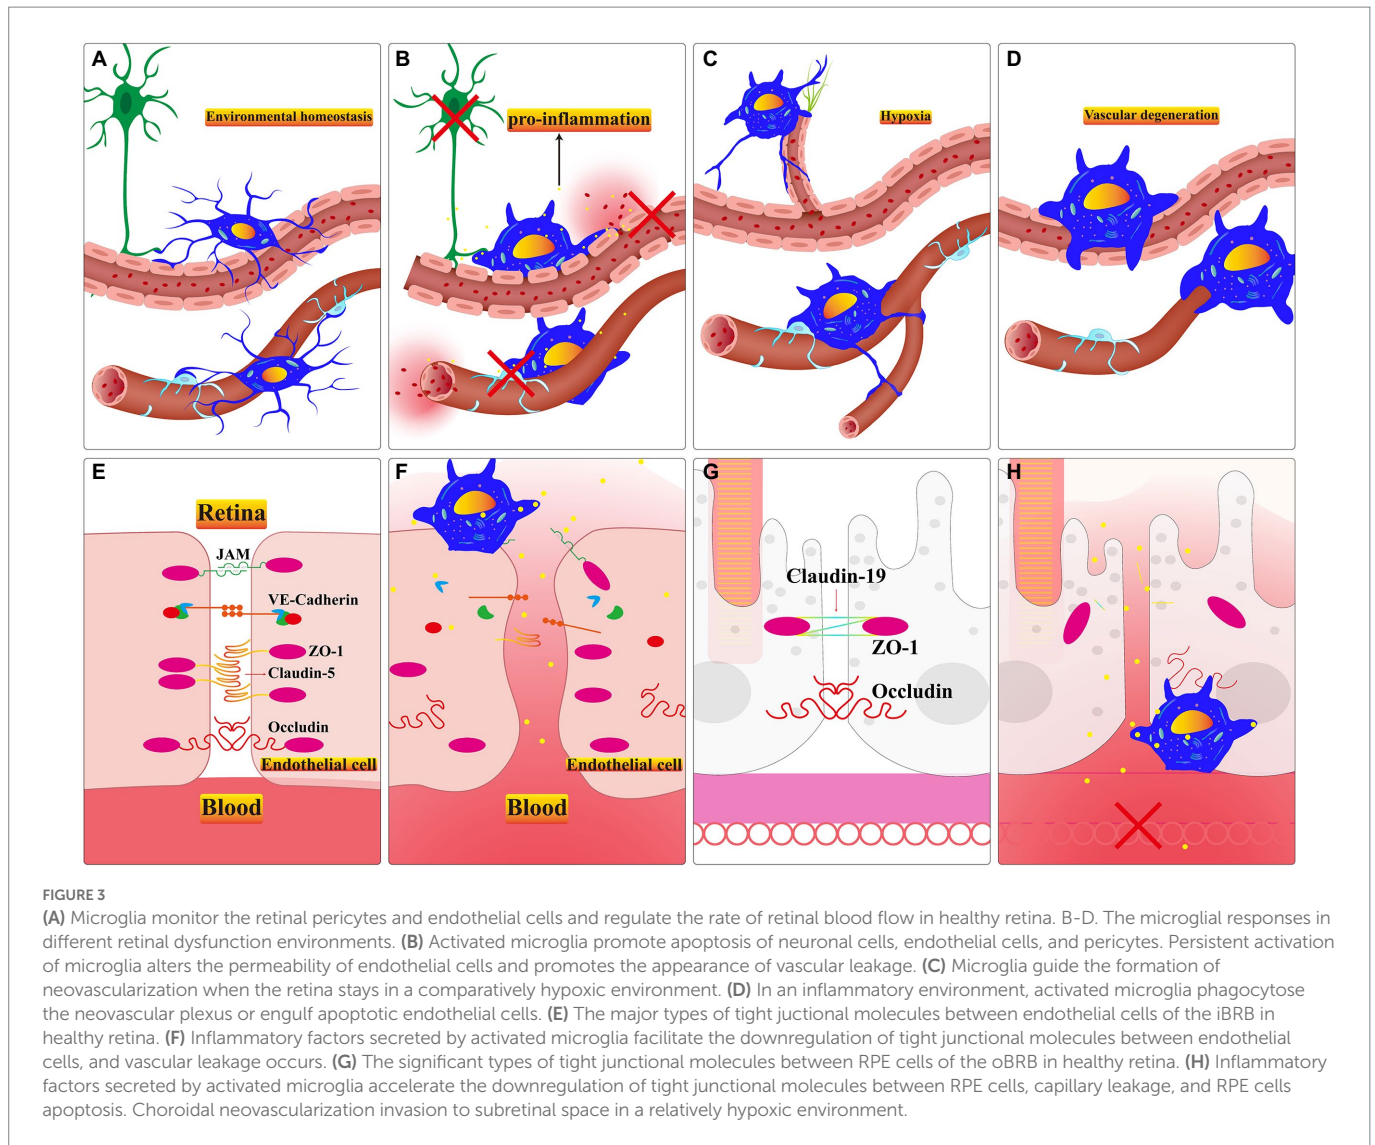 A
Environmental homeostasis
B
pro-inflammation
C
Hypoxia
D
Vascular degeneration
E
Retina
JAM
VE-Cadherin
ZO-1
Claudin-5
Occludin
Endothelial cell
Blood
F
Endothelial cell
Blood
G
Claudin-19
ZO-1
Occludin
H
FIGURE 3
(A) Microglia monitor the retinal pericytes and endothelial cells and regulate the rate of retinal blood flow in healthy retina. B-D. The microglial responses in
different retinal dysfunction environments. (B) Activated microglia promote apoptosis of neuronal cells, endothelial cells, and pericytes. Persistent activation
of microglia alters the permeability of endothelial cells and promotes the appearance of vascular leakage. (C) Microglia guide the formation of
neovascularization when the retina stays in a comparatively hypoxic environment. (D) In an inflammatory environment, activated microglia phagocytose
the neovascular plexus or engulf apoptotic endothelial cells. (E) The major types of tight juctional molecules between endothelial cells of the iBRB in
healthy retina. (F) Inflammatory factors secreted by activated microglia facilitate the downregulation of tight junctional molecules between endothelial
cells, and vascular leakage occurs. (G) The significant types of tight junctional molecules between RPE cells of the oBRB in healthy retina. (H) Inflammatory
factors secreted by activated microglia accelerate the downregulation of tight junctional molecules between RPE cells, capillary leakage, and RPE cells
apoptosis. Choroidal neovascularization invasion to subretinal space in a relatively hypoxic environment.